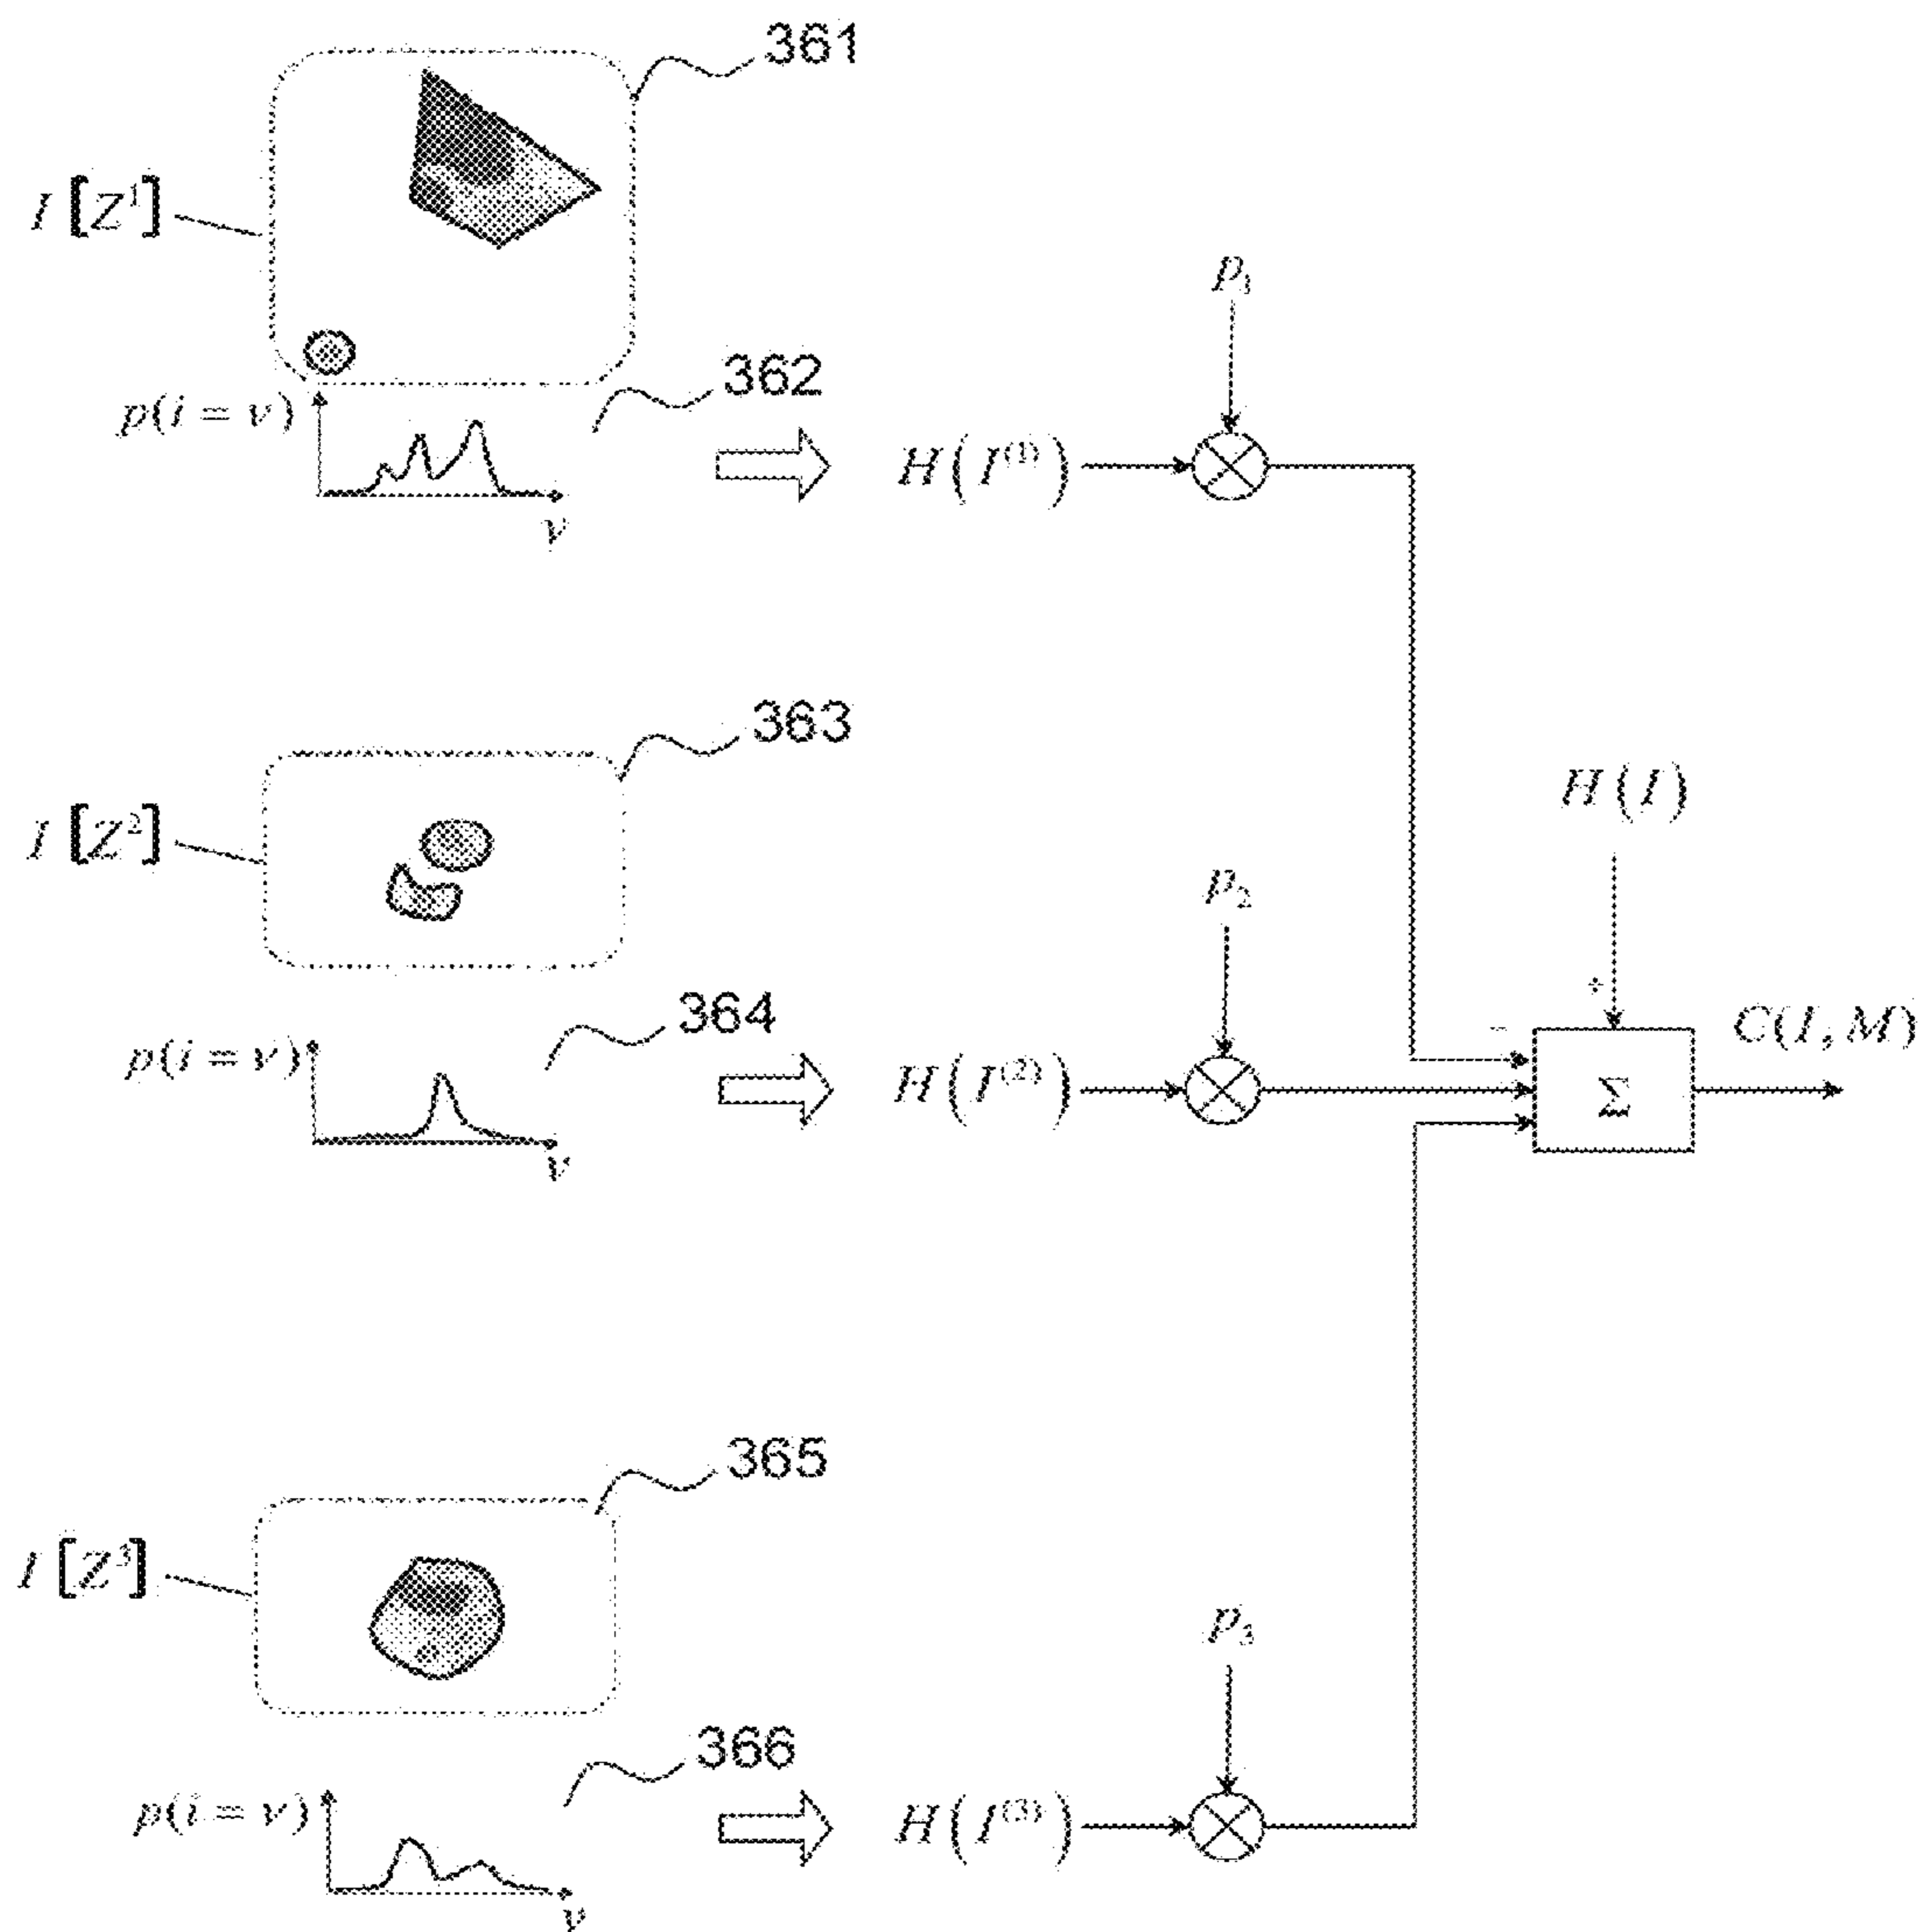 361
I [Z¹]
p₁
362
p(i = v)
H(I⁽¹⁾)
v
363
H(I)
I [Z²]
p₂
+
364
C(I, M)
−
p(i = v)
H(I⁽²⁾)
Σ
v
365
I [Z³]
p₃
366
p(i = v)
H(I⁽³⁾)
v